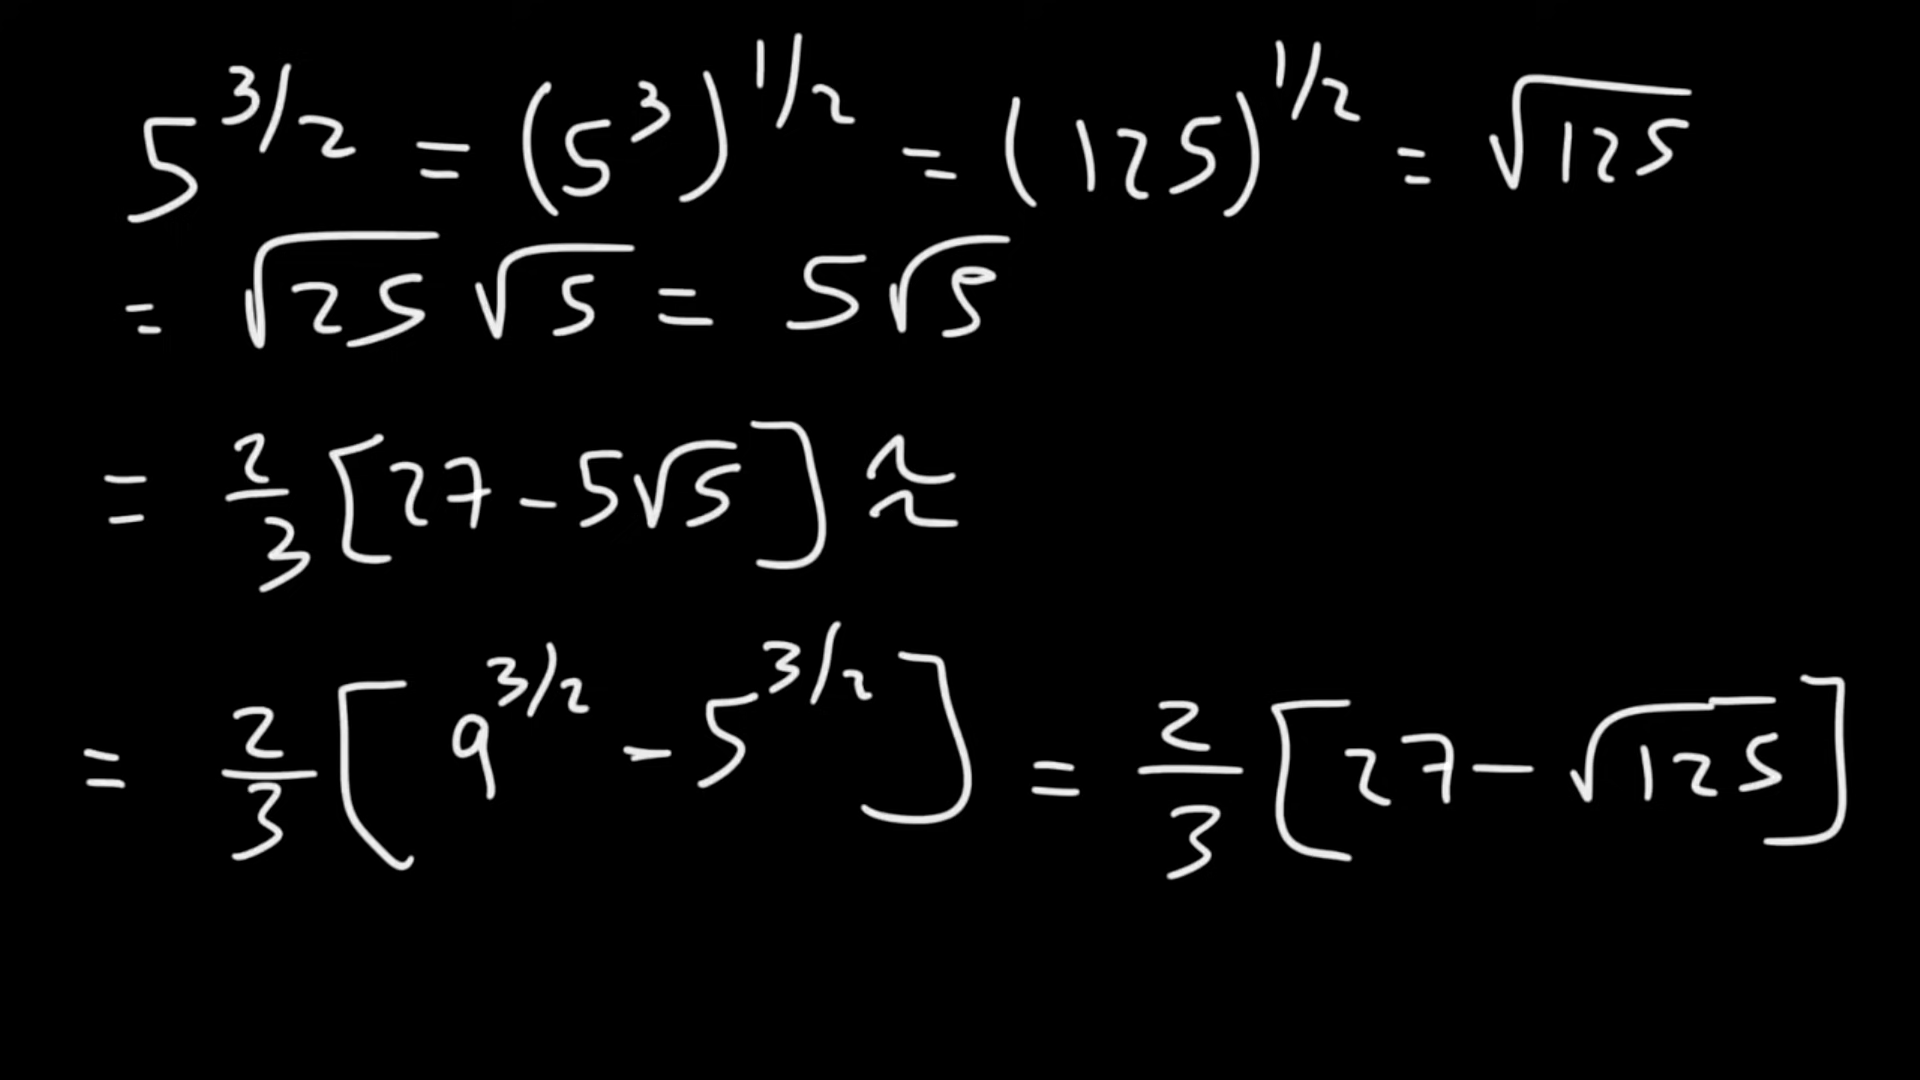 5^{3/2} = (5^3)^{1/2} = (125)^{1/2} = √125
= √25 √5 = 5√5
= 2/3 [27 - 5√5] ≈
= 2/3 [9^{3/2} - 5^{3/2}] = 2/3 [27 - √125]